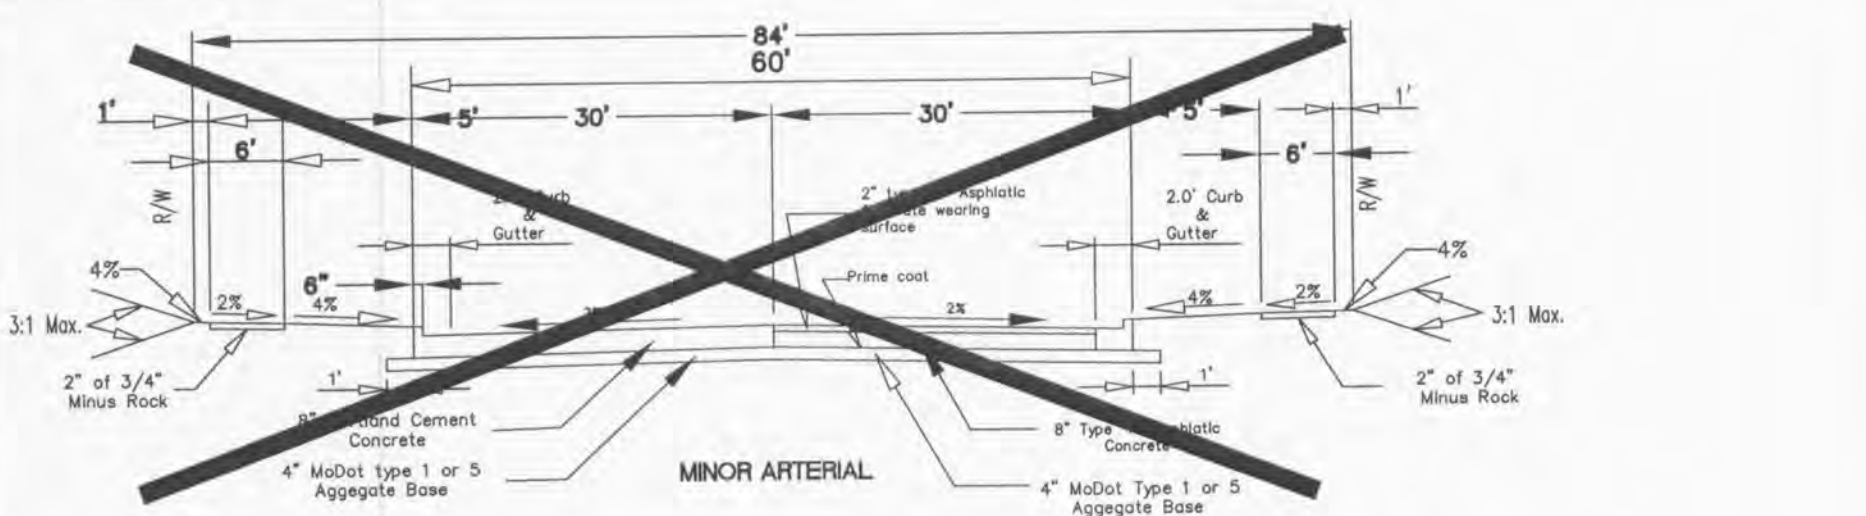 84'
60'
1'
5'
30'
30'
5'
1'
6'
6'
R/W
R/W
2" Asphlatic
wearing
surface
2.0' Curb
&
Gutter
&
Gutter
4%
4%
Prime coat
6"
2%
4%
2%
4%
2%
3:1 Max.
3:1 Max.
1'
1'
2" of 3/4"
Minus Rock
2" of 3/4"
Minus Rock
8" Cement
Concrete
8" Type
Concrete
4" MoDot type 1 or 5
Aggegate Base
MINOR ARTERIAL
4" MoDot Type 1 or 5
Aggegate Base